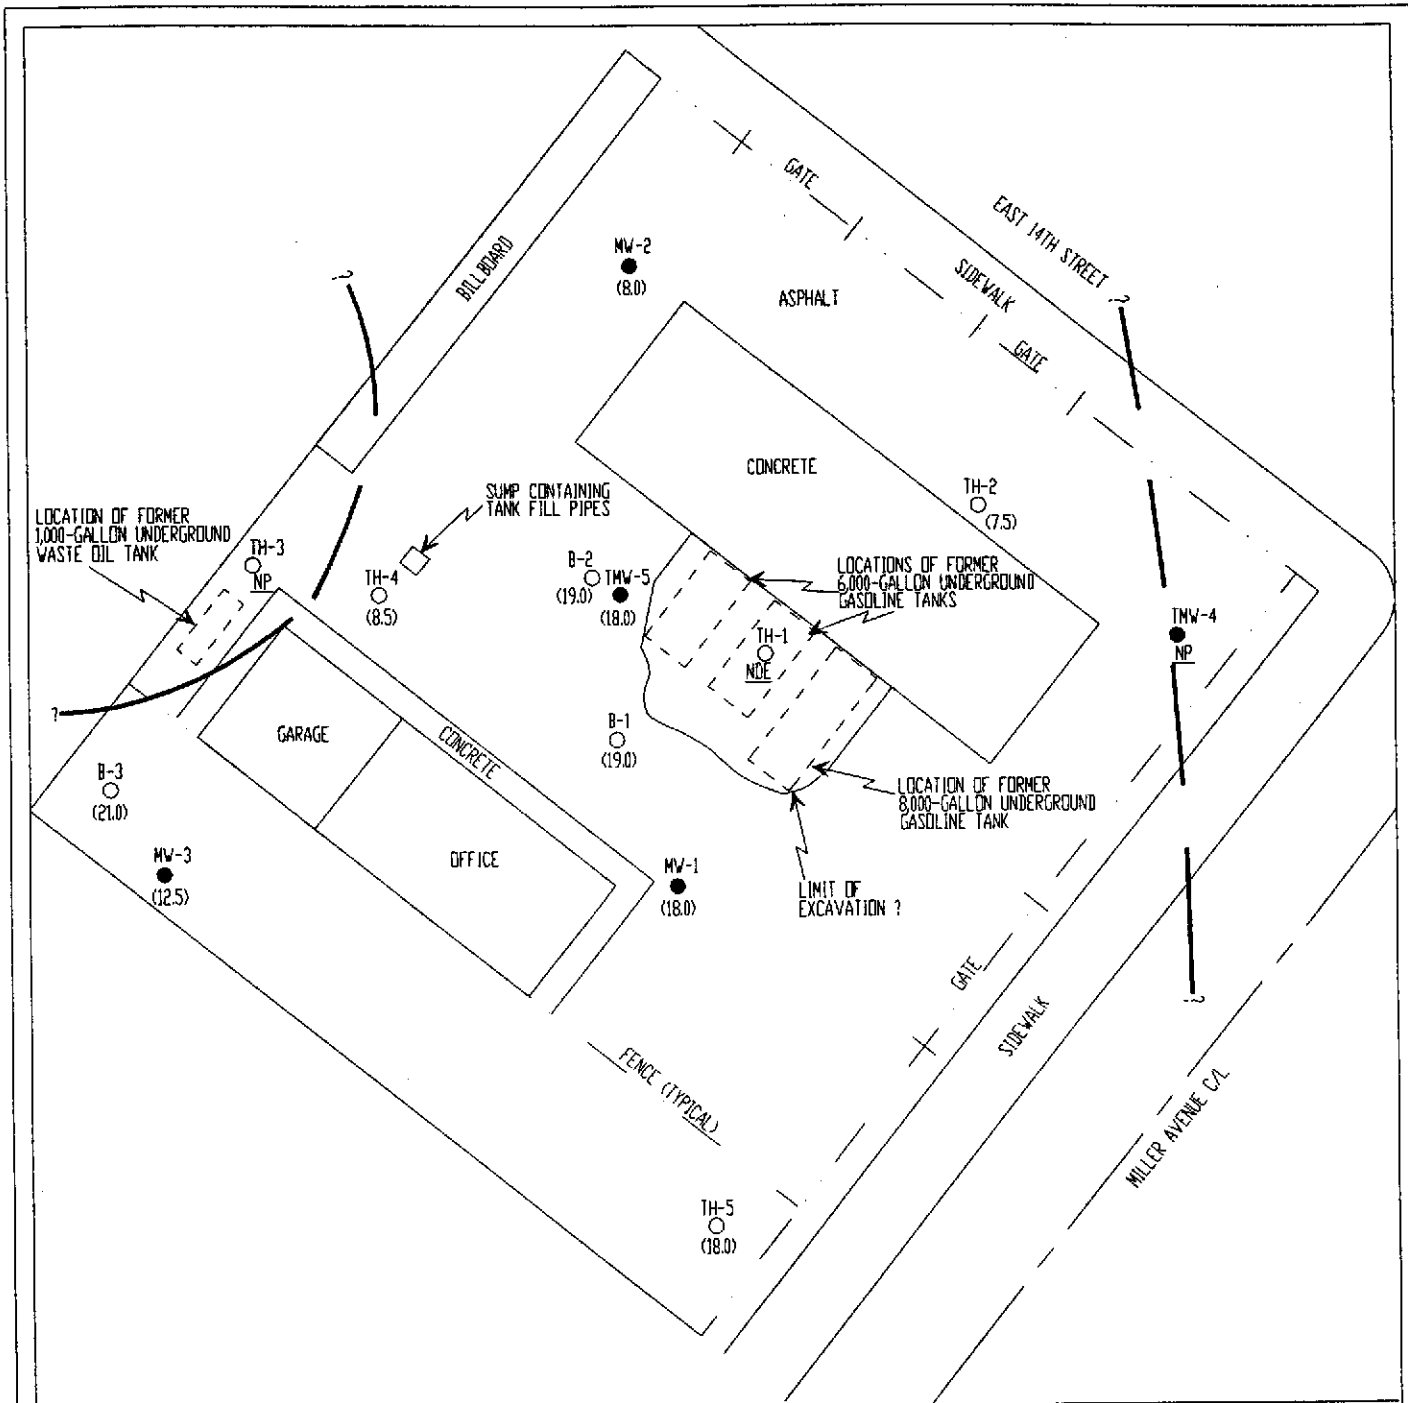 GATE
EAST 14TH STREET ?
MW-2
(8.0)
BILLBOARD
ASPHALT
SIDEWALK
?
GATE
CONCRETE
SUMP CONTAINING
TANK FILL PIPES
TH-2
(7.5)
LOCATION OF FORMER
1,000-GALLON UNDERGROUND
WASTE OIL TANK
TH-3
NP
TH-4
(8.5)
B-2
(19.0)
TMW-5
(18.0)
LOCATIONS OF FORMER
6,000-GALLON UNDERGROUND
GASOLINE TANKS
TH-1
NDE
TMW-4
NP
?
GARAGE
CONCRETE
B-1
(19.0)
B-3
(21.0)
LOCATION OF FORMER
8,000-GALLON UNDERGROUND
GASOLINE TANK
MW-3
(12.5)
OFFICE
MW-1
(18.0)
LIMIT OF
EXCAVATION ?
GATE
SIDEWALK
?
FENCE (TYPICAL)
MILLER AVENUE C/L
TH-5
(18.0)